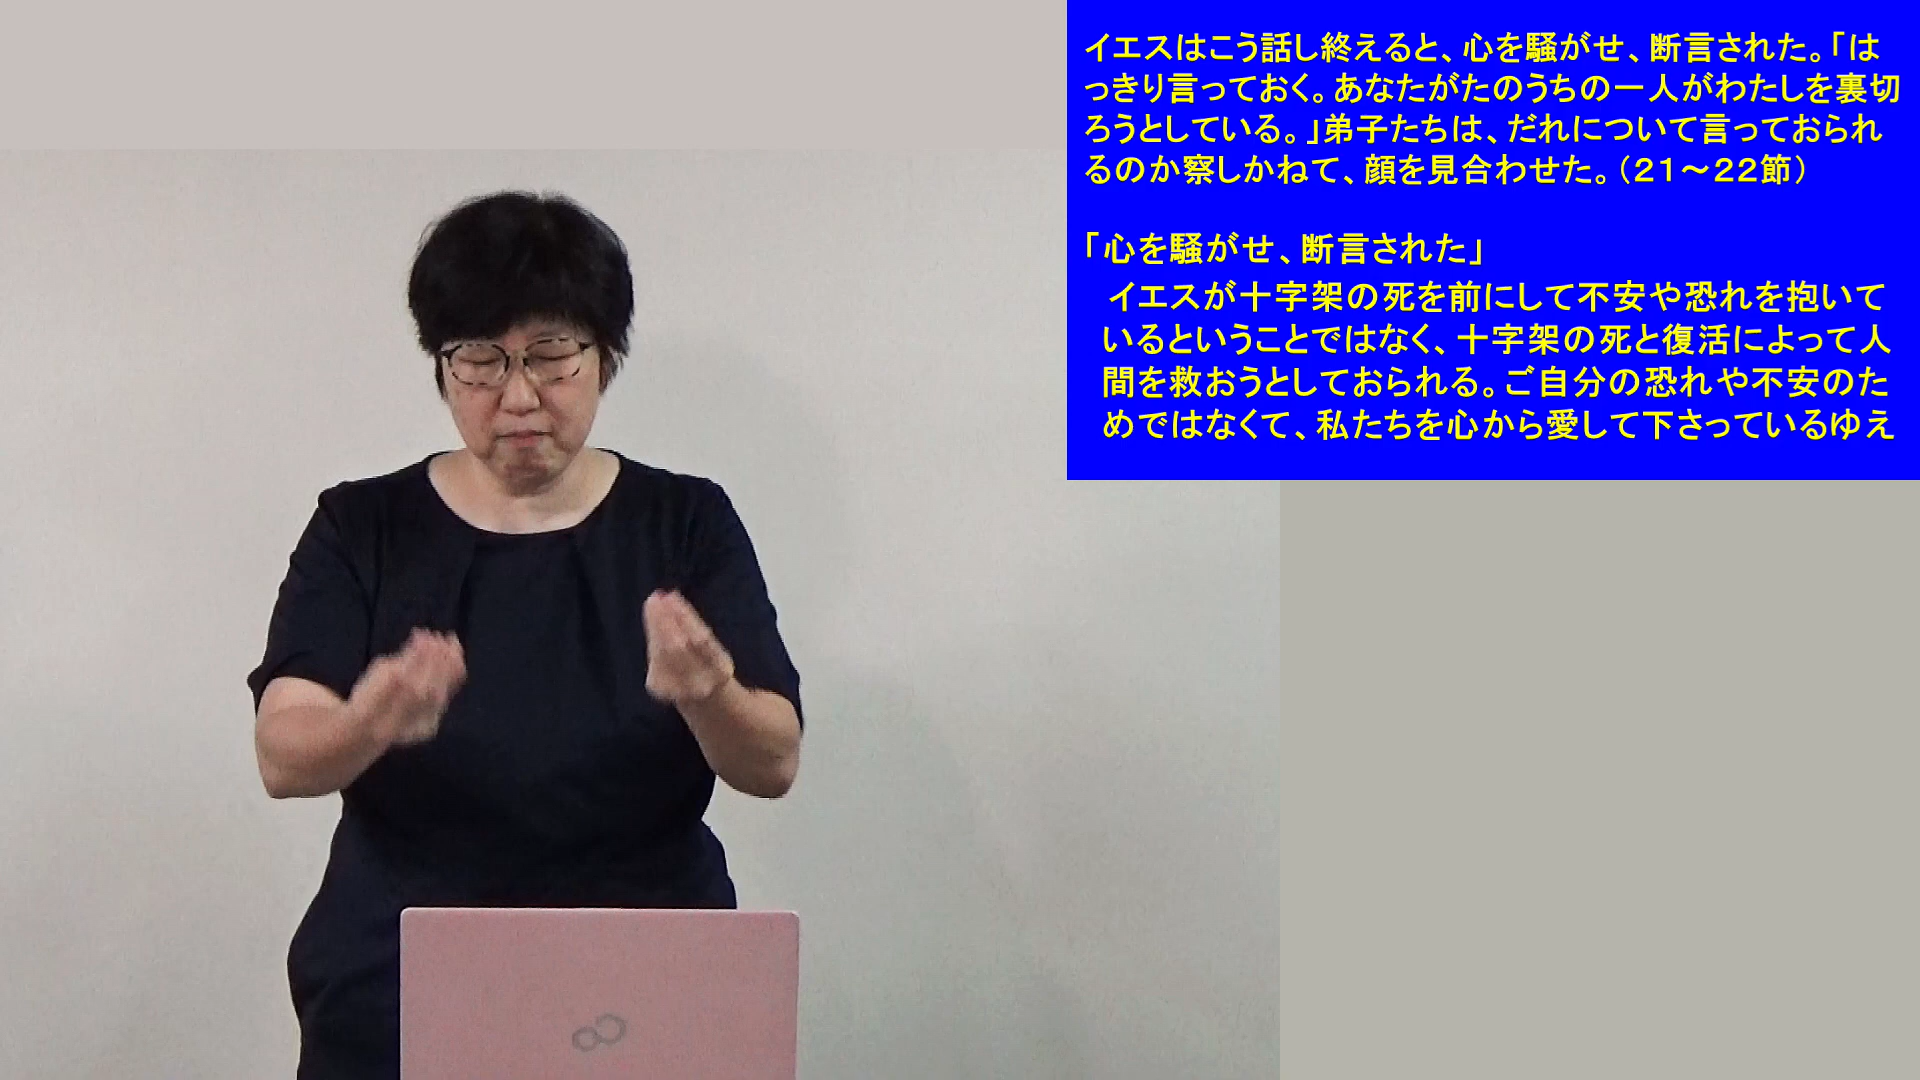 イエスはこう話し終えると、心を騒がせ、断言された。「は
っきり言っておく。あなたがたのうちの一人がわたしを裏切
ろうとしている。」弟子たちは、だれについて言っておられ
るのか察しかねて、顔を見合わせた。（２１～２２節）
「心を騒がせ、断言された」
イエスが十字架の死を前にして不安や恐れを抱いて
いるということではなく、十字架の死と復活によって人
間を救おうとしておられる。ご自分の恐れや不安のた
めではなくて、私たちを心から愛して下さっているゆえ